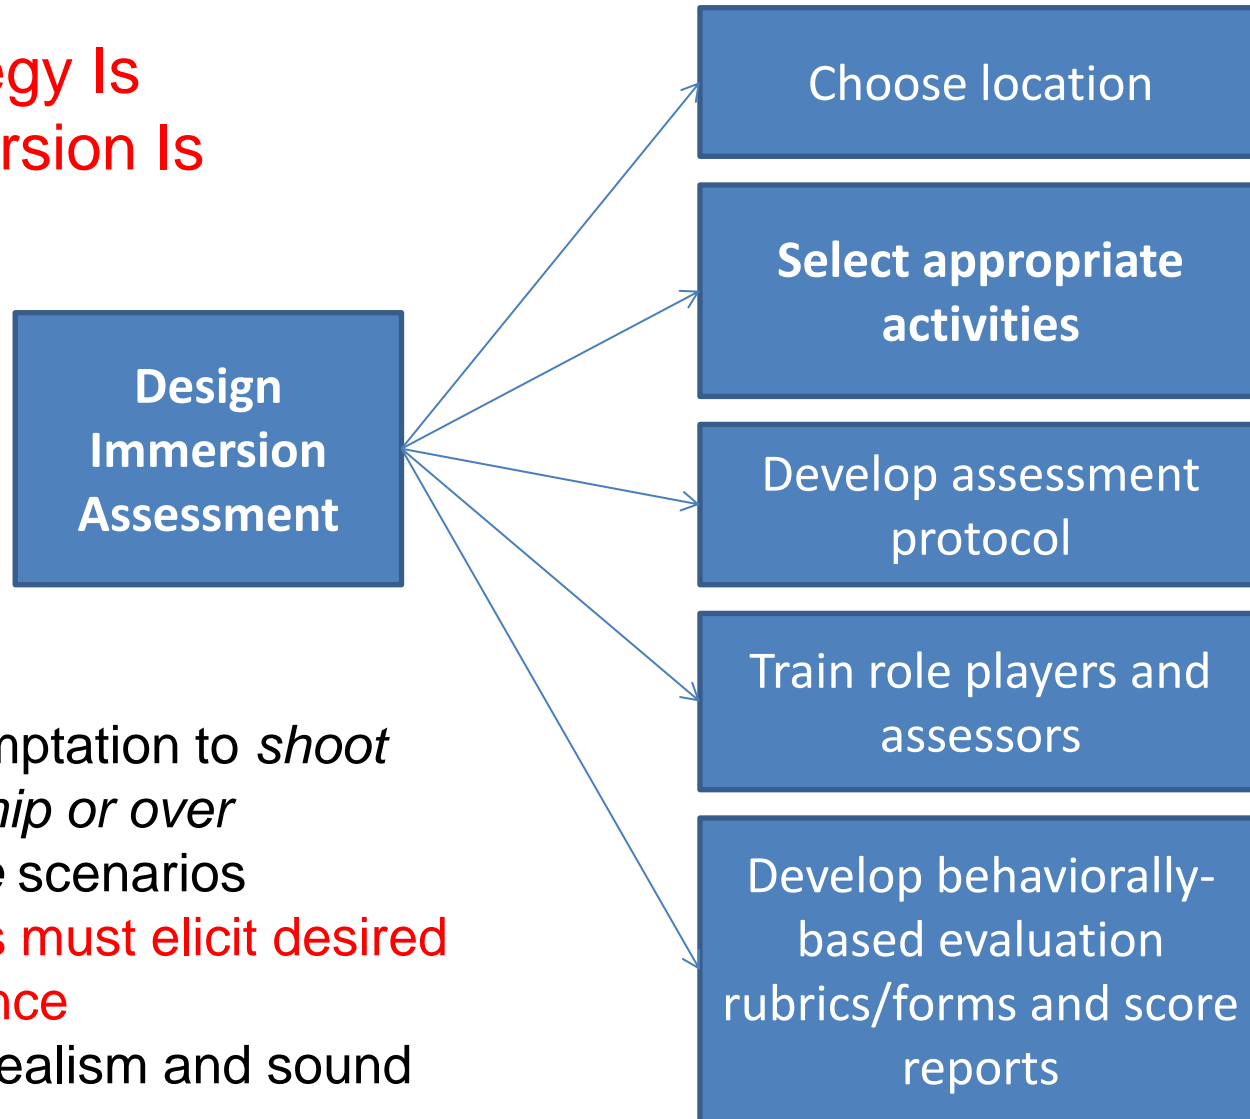 egy Is
rsion Is
Design
Immersion
Assessment
mptation to shoot
hip or over
e scenarios
s must elicit desired
nce
ealism and sound
Choose location
Select appropriate
activities
Develop assessment
protocol
Train role players and
assessors
Develop behaviorally-
based evaluation
rubrics/forms and score
reports